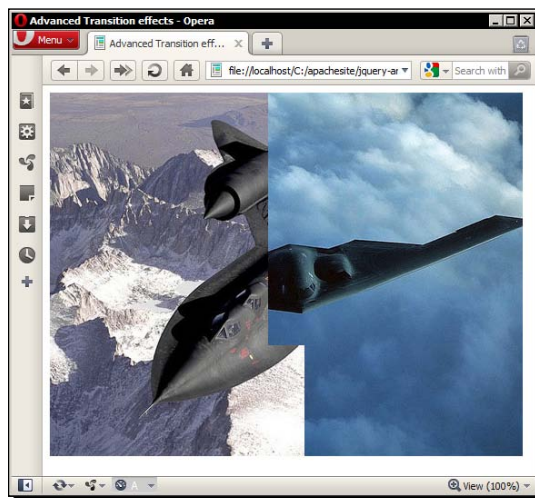 Advanced Transition effects - Opera
Menu
Advanced Transition eff...
file://localhost/C:/apachesite/jquery-ar
Search with
View (100%)